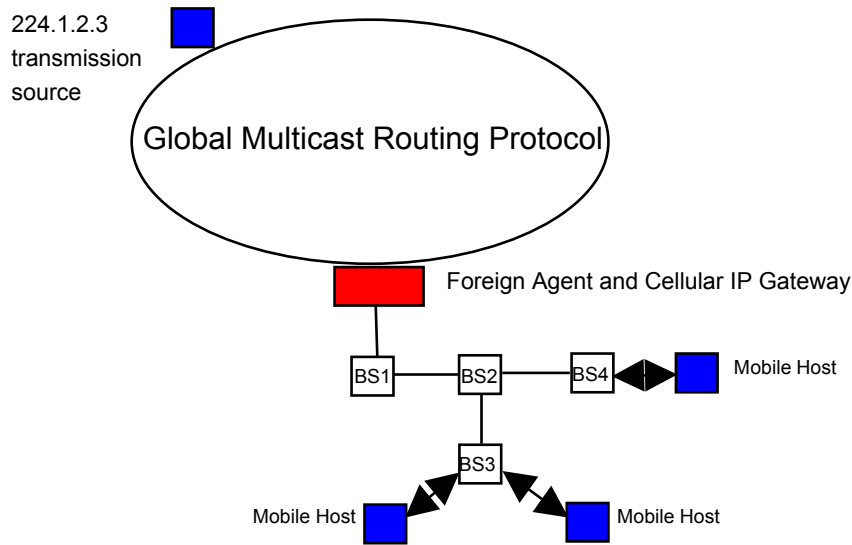 224.1.2.3
transmission
source
Global Multicast Routing Protocol
Foreign Agent and Cellular IP Gateway
BS1
BS2
BS4
Mobile Host
BS3
Mobile Host
Mobile Host